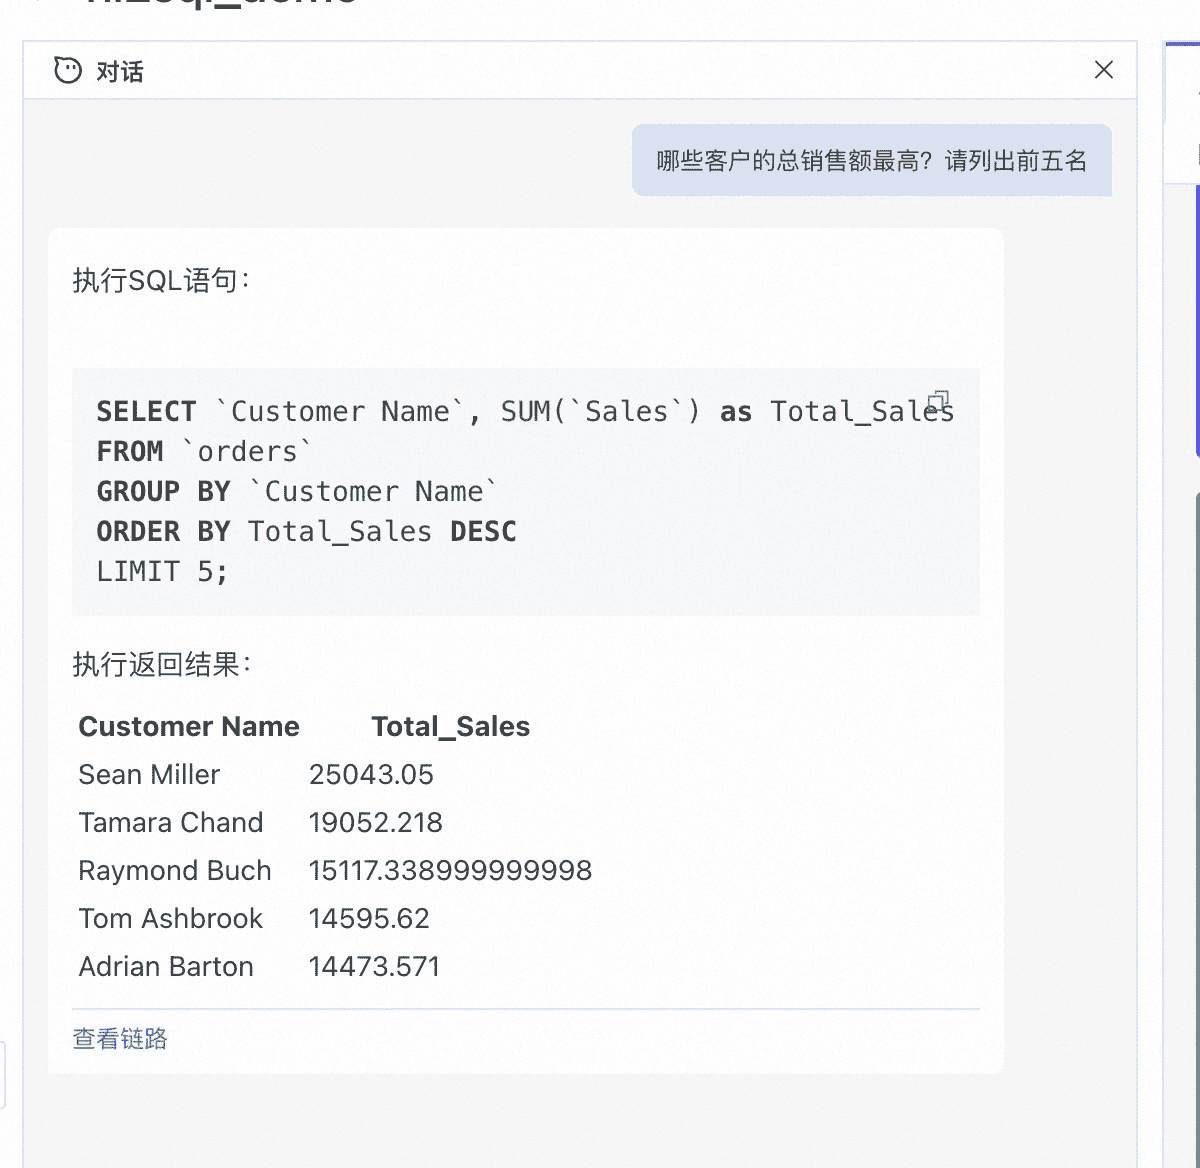 对话
哪些客户的总销售额最高？请列出前五名
执行SQL语句：
SELECT `Customer Name`, SUM(`Sales`) as Total_Sales
FROM `orders`
GROUP BY `Customer Name`
ORDER BY Total_Sales DESC
LIMIT 5;
执行返回结果：
Customer Name Total_Sales
Sean Miller 25043.05
Tamara Chand 19052.218
Raymond Buch 15117.338999999998
Tom Ashbrook 14595.62
Adrian Barton 14473.571
查看链路